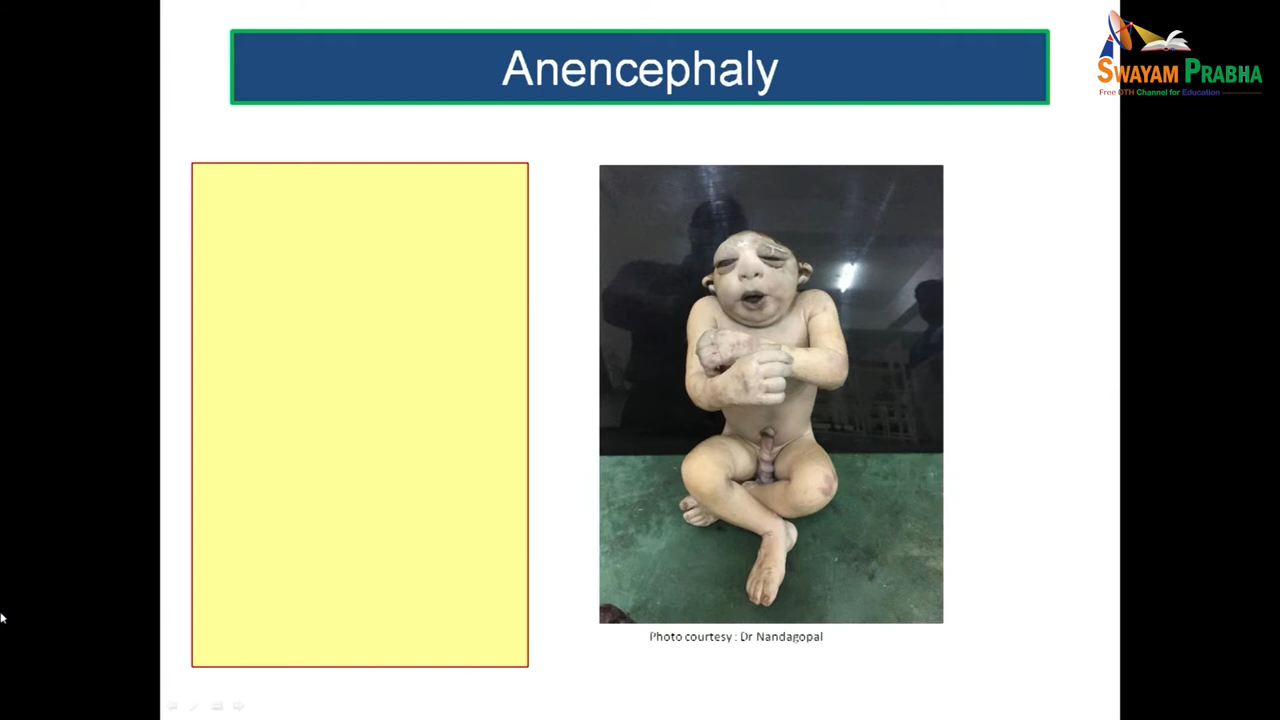 Anencephaly
SWAYAM PRABHA
Free DTH Channel for Education
Photo courtesy : Dr Nandagopal